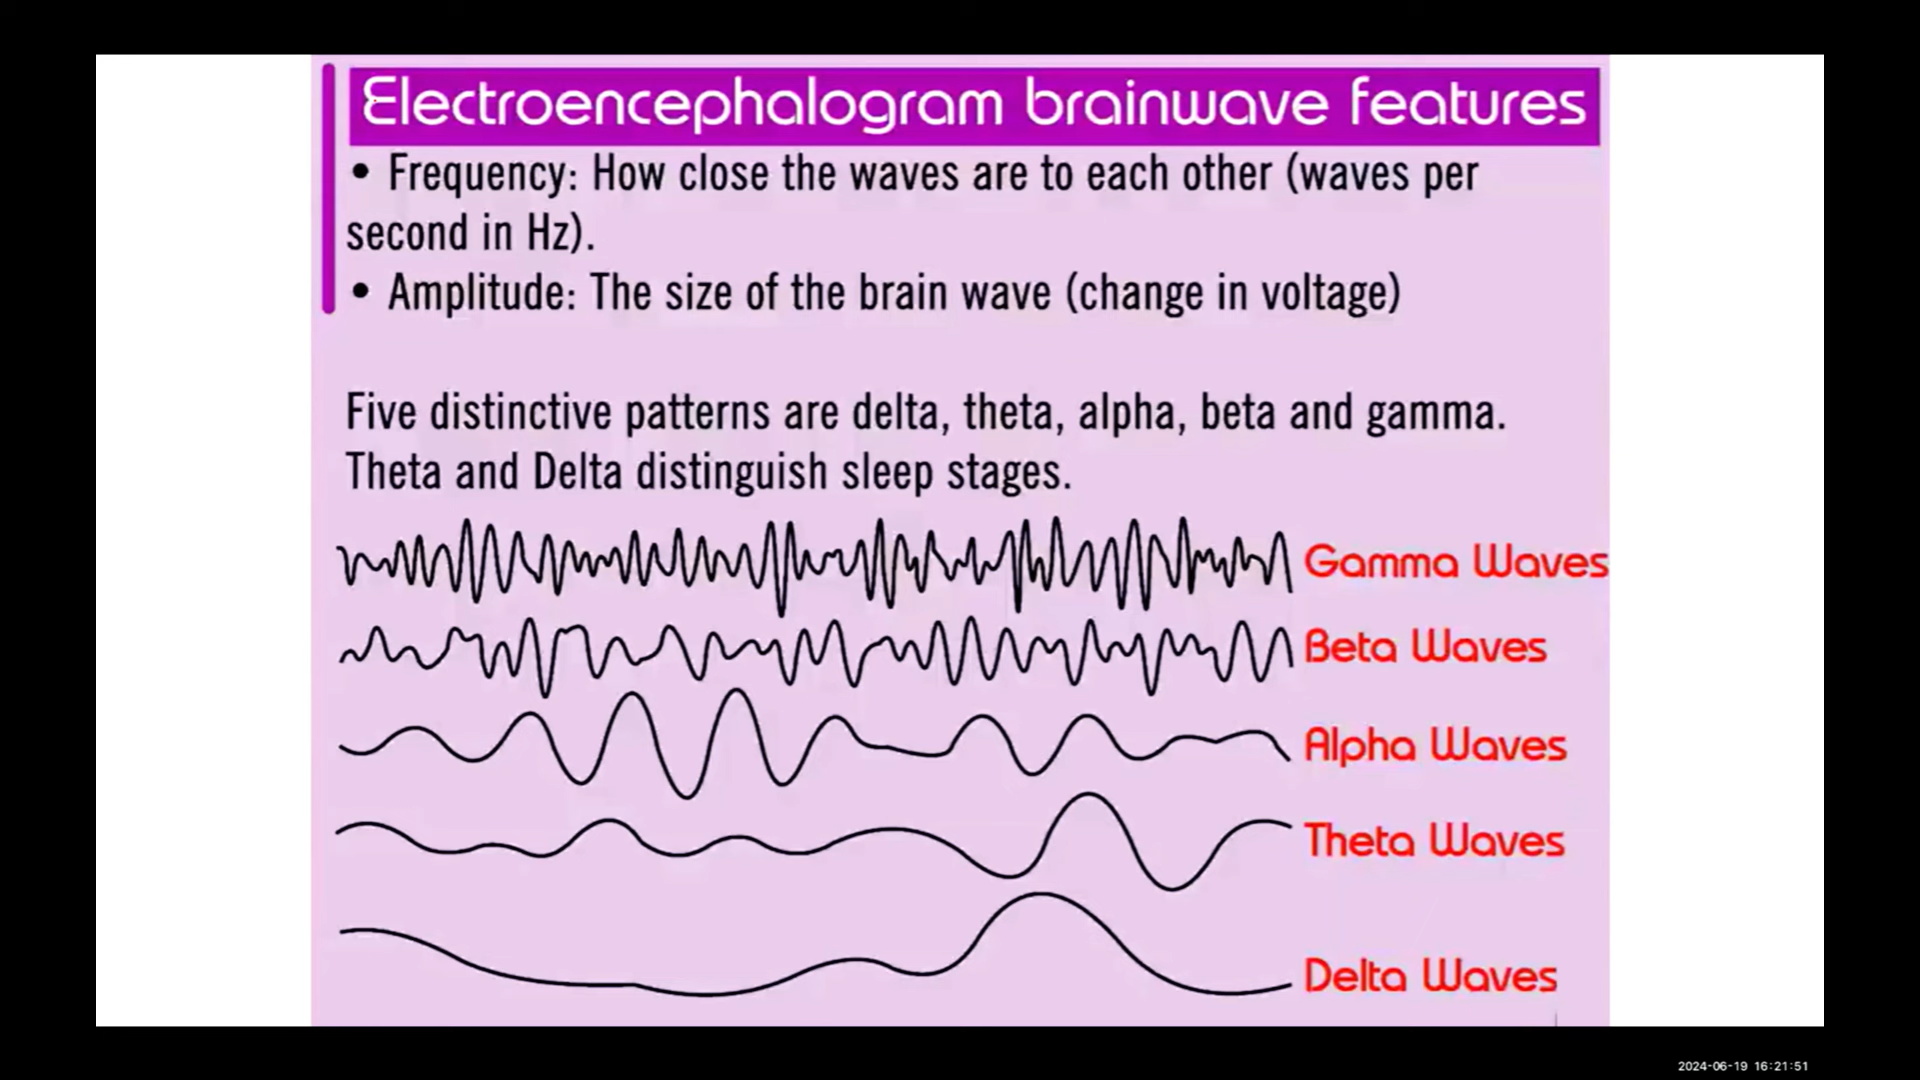 Electroencephalogram brainwave features
• Frequency: How close the waves are to each other (waves per
second in Hz).
• Amplitude: The size of the brain wave (change in voltage)
Five distinctive patterns are delta, theta, alpha, beta and gamma.
Theta and Delta distinguish sleep stages.
Gamma Waves
Beta Waves
Alpha Waves
Theta Waves
Delta Waves
2024-06-19 16:21:51